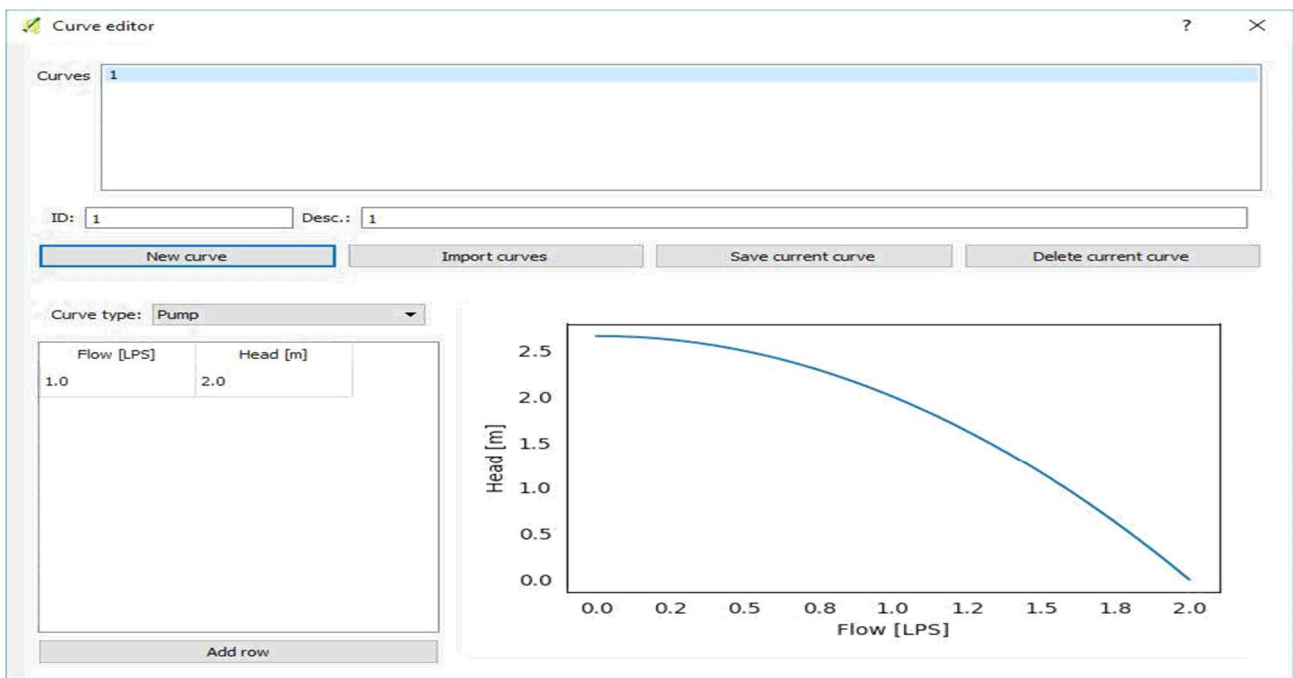 Curve editor ? ×
Curves 1
ID: 1 Desc.: 1
New curve Import curves Save current curve Delete current curve
Curve type: Pump
Flow [LPS] Head [m]
1.0 2.0
Add row
2.5
2.0
1.5
1.0
0.5
0.0
Head [m]
0.0 0.2 0.5 0.8 1.0 1.2 1.5 1.8 2.0
Flow [LPS]